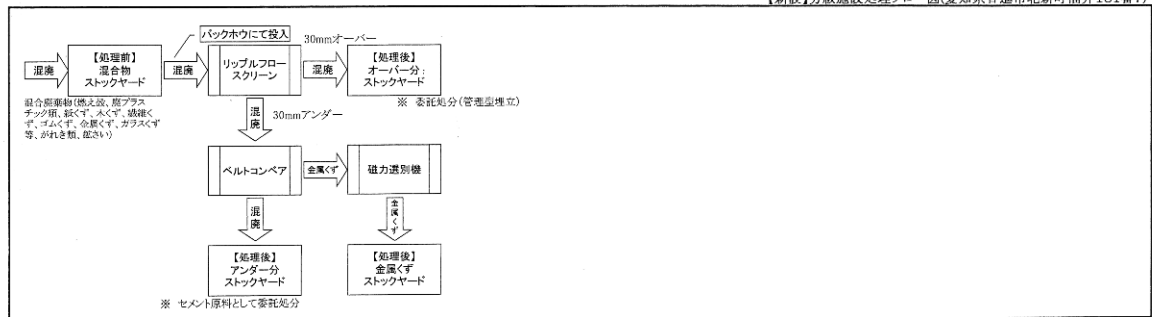 バックホウにて投入
30mmオーバー
混廃
【処理前】
混合物
ストックヤード
混廃
リップルフロー
スクリーン
混廃
【処理後】
オーバー分
ストックヤード
※ 委託処分(管理型埋立)
混合廃棄物(燃え殻、廃プラス
チック類、紙くず、木くず、繊維く
ず、ゴムくず、金属くず、ガラスくず
等、がれき類、鉱さい)
混廃
30mmアンダー
ベルトコンベア
金属くず
磁力選別機
混廃
金属くず
【処理後】
アンダー分
ストックヤード
【処理後】
金属くず
ストックヤード
※ セメント原料として委託処分